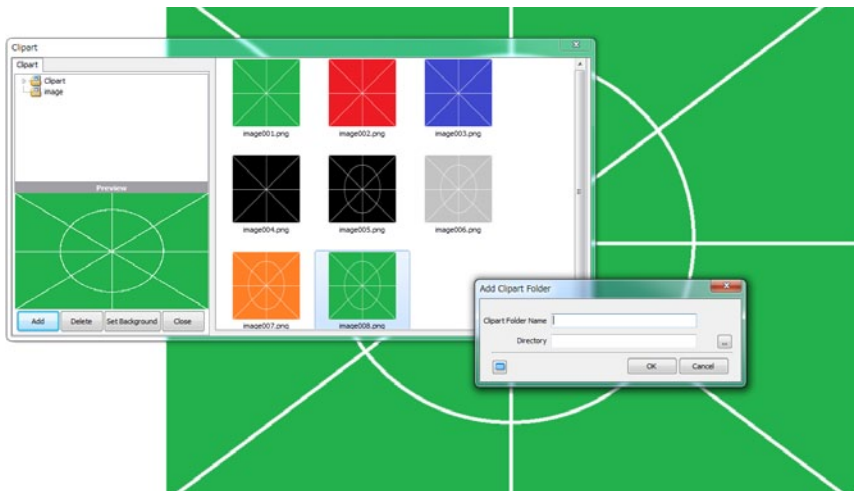 Clipart
Clipart
Clipart
image
Preview
Add
Delete
Set Background
Close
image001.png
image002.png
image003.png
image004.png
image005.png
image006.png
image007.png
image008.png
Add Clipart Folder
Clipart Folder Name
Directory
..
OK
Cancel